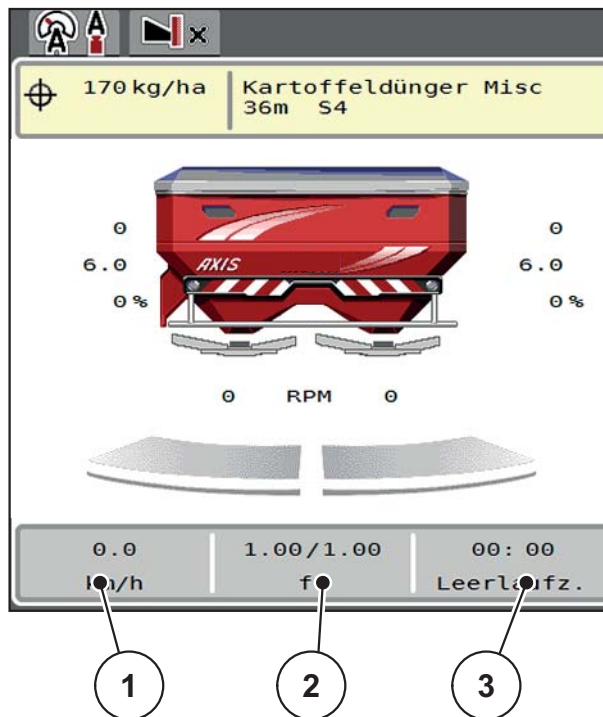 A A x
170 kg/ha Kartoffeldünger Misc
36m S4
0 0
6.0 AXIS 6.0
0 % 0 %
0 RPM 0
0.0 1.00/1.00 00:00
km/h f Leerlaufz.
1 2 3